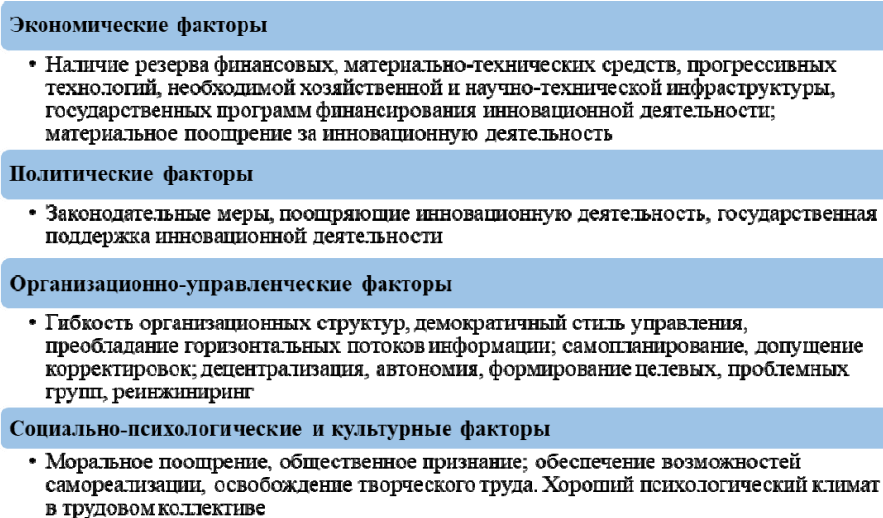 Экономические факторы
• Наличие резерва финансовых, материально-технических средств, прогрессивных
технологий, необходимой хозяйственной и научно-технической инфраструктуры,
государственных программ финансирования инновационной деятельности;
материальное поощрение за инновационную деятельность
Политические факторы
• Законодательные меры, поощряющие инновационную деятельность, государственная
поддержка инновационной деятельности
Организационно-управленческие факторы
• Гибкость организационных структур, демократичный стиль управления,
преобладание горизонтальных потоков информации; самопланирование, допущение
корректировок; децентрализация, автономия, формирование целевых, проблемных
групп, реинжиниринг
Социально-психологические и культурные факторы
• Моральное поощрение, общественное признание; обеспечение возможностей
самореализации, освобождение творческого труда. Хороший психологический климат
в трудовом коллективе